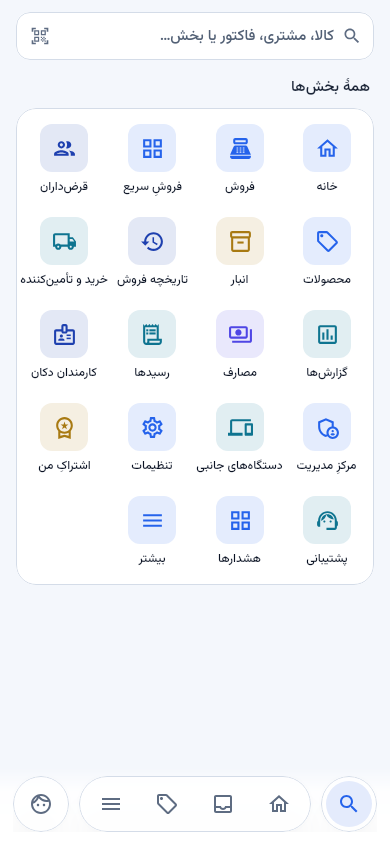 کالا، مشتری، فاکتور یا بخش...
همهٔ بخش‌ها
خانه
فروش
فروش سریع
قرض‌داران
محصولات
انبار
تاریخچه فروش
خرید و تأمین‌کننده
گزارش‌ها
مصارف
رسیدها
کارمندان دکان
مرکز مدیریت
دستگاه‌های جانبی
تنظیمات
اشتراک من
پشتیبانی
هشدارها
بیشتر